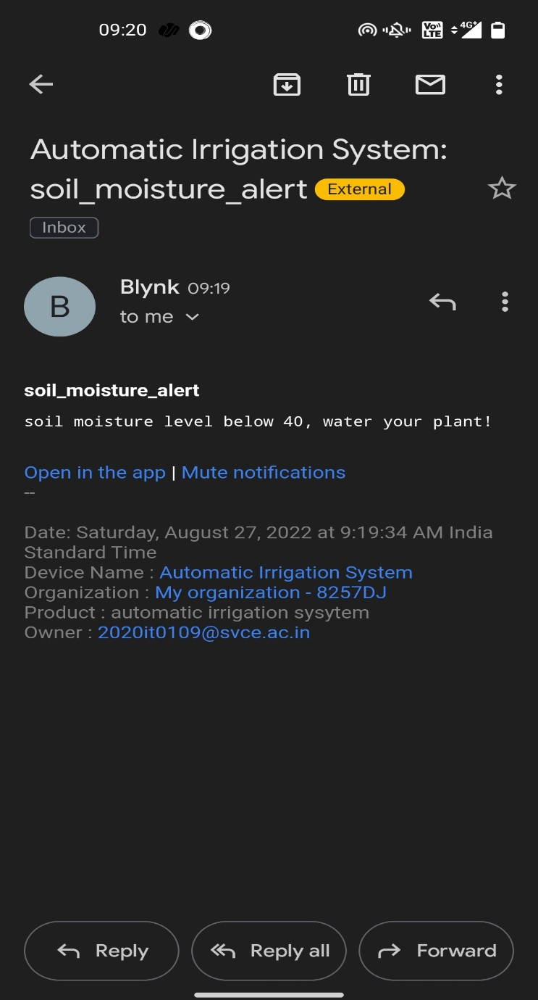 09:20
Vo)) LTE
4G+
Automatic Irrigation System:
soil_moisture_alert External
Inbox
B
Blynk 09:19
to me
soil_moisture_alert
soil moisture level below 40, water your plant!
Open in the app | Mute notifications
--
Date: Saturday, August 27, 2022 at 9:19:34 AM India
Standard Time
Device Name : Automatic Irrigation System
Organization : My organization - 8257DJ
Product : automatic irrigation sysytem
Owner : 2020it0109@svce.ac.in
Reply
Reply all
Forward